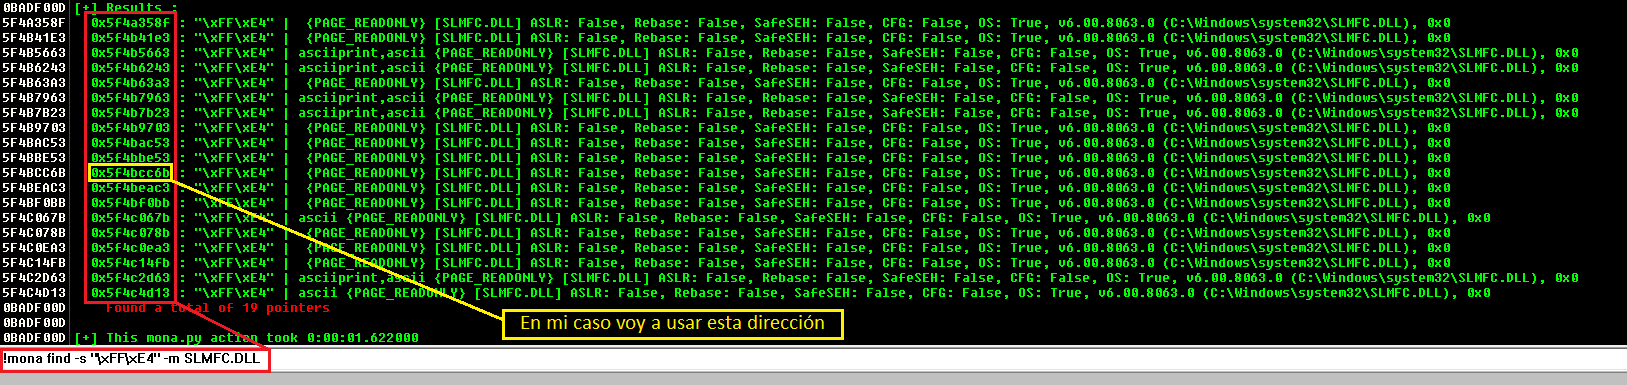 0BADF00D [+] Results :
5F4A358F 0x5f4a358f : "\xFF\xE4" | {PAGE_READONLY} [SLMFC.DLL] ASLR: False, Rebase: False, SafeSEH: False, CFG: False, OS: True, v6.00.8063.0 (C:\Windows\system32\SLMFC.DLL), 0x0
5F4B41E3 0x5f4b41e3 : "\xFF\xE4" | {PAGE_READONLY} [SLMFC.DLL] ASLR: False, Rebase: False, SafeSEH: False, CFG: False, OS: True, v6.00.8063.0 (C:\Windows\system32\SLMFC.DLL), 0x0
5F4B5663 0x5f4b5663 : "\xFF\xE4" | asciiprint,ascii {PAGE_READONLY} [SLMFC.DLL] ASLR: False, Rebase: False, SafeSEH: False, CFG: False, OS: True, v6.00.8063.0 (C:\Windows\system32\SLMFC.DLL), 0x0
5F4B6243 0x5f4b6243 : "\xFF\xE4" | asciiprint,ascii {PAGE_READONLY} [SLMFC.DLL] ASLR: False, Rebase: False, SafeSEH: False, CFG: False, OS: True, v6.00.8063.0 (C:\Windows\system32\SLMFC.DLL), 0x0
5F4B63A3 0x5f4b63a3 : "\xFF\xE4" | {PAGE_READONLY} [SLMFC.DLL] ASLR: False, Rebase: False, SafeSEH: False, CFG: False, OS: True, v6.00.8063.0 (C:\Windows\system32\SLMFC.DLL), 0x0
5F4B7963 0x5f4b7963 : "\xFF\xE4" | asciiprint,ascii {PAGE_READONLY} [SLMFC.DLL] ASLR: False, Rebase: False, SafeSEH: False, CFG: False, OS: True, v6.00.8063.0 (C:\Windows\system32\SLMFC.DLL), 0x0
5F4B7B23 0x5f4b7b23 : "\xFF\xE4" | asciiprint,ascii {PAGE_READONLY} [SLMFC.DLL] ASLR: False, Rebase: False, SafeSEH: False, CFG: False, OS: True, v6.00.8063.0 (C:\Windows\system32\SLMFC.DLL), 0x0
5F4B9703 0x5f4b9703 : "\xFF\xE4" | {PAGE_READONLY} [SLMFC.DLL] ASLR: False, Rebase: False, SafeSEH: False, CFG: False, OS: True, v6.00.8063.0 (C:\Windows\system32\SLMFC.DLL), 0x0
5F4BAC53 0x5f4bac53 : "\xFF\xE4" | {PAGE_READONLY} [SLMFC.DLL] ASLR: False, Rebase: False, SafeSEH: False, CFG: False, OS: True, v6.00.8063.0 (C:\Windows\system32\SLMFC.DLL), 0x0
5F4BBE53 0x5f4bbe53 : "\xFF\xE4" | {PAGE_READONLY} [SLMFC.DLL] ASLR: False, Rebase: False, SafeSEH: False, CFG: False, OS: True, v6.00.8063.0 (C:\Windows\system32\SLMFC.DLL), 0x0
5F4BCC6B 0x5f4bcc6b : "\xFF\xE4" | {PAGE_READONLY} [SLMFC.DLL] ASLR: False, Rebase: False, SafeSEH: False, CFG: False, OS: True, v6.00.8063.0 (C:\Windows\system32\SLMFC.DLL), 0x0
5F4BEAC3 0x5f4beac3 : "\xFF\xE4" | {PAGE_READONLY} [SLMFC.DLL] ASLR: False, Rebase: False, SafeSEH: False, CFG: False, OS: True, v6.00.8063.0 (C:\Windows\system32\SLMFC.DLL), 0x0
5F4BF0BB 0x5f4bf0bb : "\xFF\xE4" | {PAGE_READONLY} [SLMFC.DLL] ASLR: False, Rebase: False, SafeSEH: False, CFG: False, OS: True, v6.00.8063.0 (C:\Windows\system32\SLMFC.DLL), 0x0
5F4C067B 0x5f4c067b : "\xFF\xE4" | ascii {PAGE_READONLY} [SLMFC.DLL] ASLR: False, Rebase: False, SafeSEH: False, CFG: False, OS: True, v6.00.8063.0 (C:\Windows\system32\SLMFC.DLL), 0x0
5F4C078B 0x5f4c078b : "\xFF\xE4" | {PAGE_READONLY} [SLMFC.DLL] ASLR: False, Rebase: False, SafeSEH: False, CFG: False, OS: True, v6.00.8063.0 (C:\Windows\system32\SLMFC.DLL), 0x0
5F4C0EA3 0x5f4c0ea3 : "\xFF\xE4" | {PAGE_READONLY} [SLMFC.DLL] ASLR: False, Rebase: False, SafeSEH: False, CFG: False, OS: True, v6.00.8063.0 (C:\Windows\system32\SLMFC.DLL), 0x0
5F4C14FB 0x5f4c14fb : "\xFF\xE4" | {PAGE_READONLY} [SLMFC.DLL] ASLR: False, Rebase: False, SafeSEH: False, CFG: False, OS: True, v6.00.8063.0 (C:\Windows\system32\SLMFC.DLL), 0x0
5F4C2D63 0x5f4c2d63 : "\xFF\xE4" | asciiprint,ascii {PAGE_READONLY} [SLMFC.DLL] ASLR: False, Rebase: False, SafeSEH: False, CFG: False, OS: True, v6.00.8063.0 (C:\Windows\system32\SLMFC.DLL), 0x0
5F4C4D13 0x5f4c4d13 : "\xFF\xE4" | ascii {PAGE_READONLY} [SLMFC.DLL] ASLR: False, Rebase: False, SafeSEH: False, CFG: False, OS: True, v6.00.8063.0 (C:\Windows\system32\SLMFC.DLL), 0x0
0BADF00D Found a total of 19 pointers
0BADF00D
En mi caso voy a usar esta dirección
0BADF00D [+] This mona.py action took 0:00:01.622000
!mona find -s "\xFF\xE4" -m SLMFC.DLL